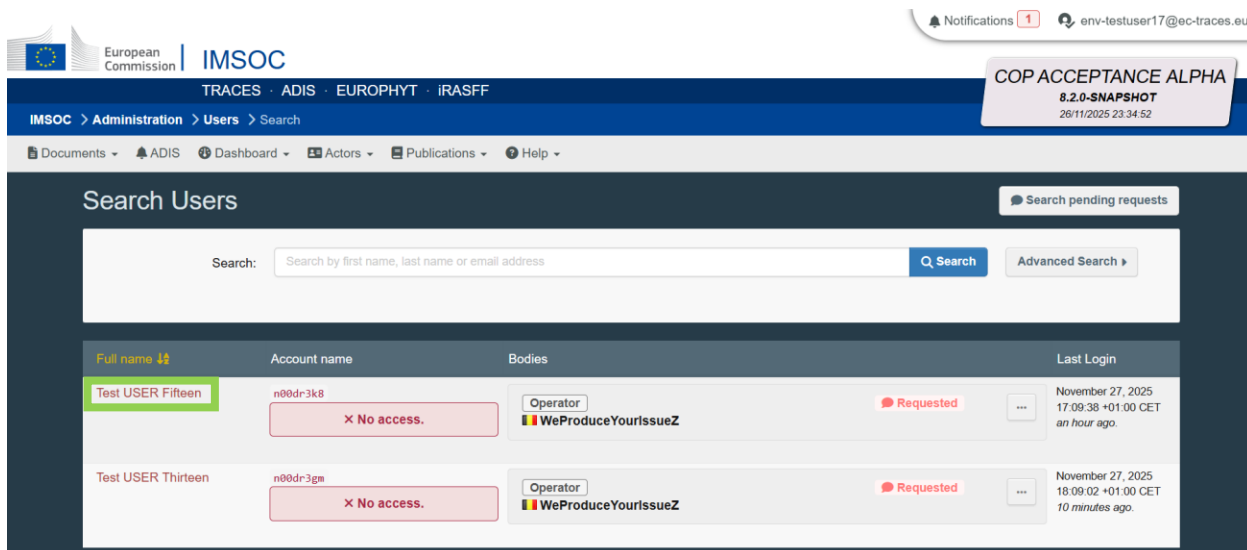 Notifications 1 env-testuser17@ec-traces.eu
European
Commission
IMSOC
COP ACCEPTANCE ALPHA
8.2.0-SNAPSHOT
26/11/2025 23:34:52
TRACES · ADIS · EUROPHYT · iRASFF
IMSOC > Administration > Users > Search
Documents ADIS Dashboard Actors Publications Help
Search Users
Search pending requests
Search: Search by first name, last name or email address Search Advanced Search
Full name Account name Bodies Last Login
Test USER Fifteen
n00dr3k8
× No access.
Operator
WeProduceYourIssueZ
Requested
...
November 27, 2025
17:09:38 +01:00 CET
an hour ago.
Test USER Thirteen
n00dr3gm
× No access.
Operator
WeProduceYourIssueZ
Requested
...
November 27, 2025
18:09:02 +01:00 CET
10 minutes ago.